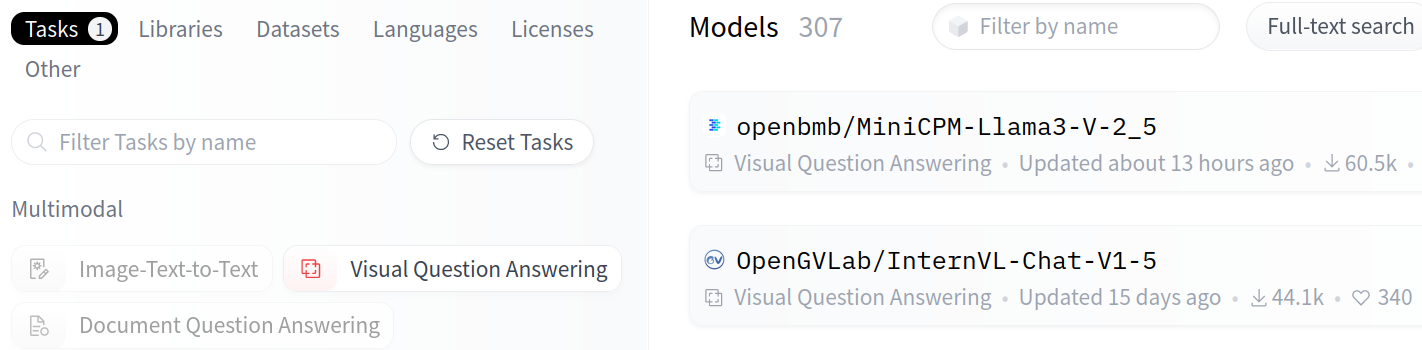 Tasks 1 Libraries Datasets Languages Licenses
Other
Filter Tasks by name Reset Tasks
Multimodal
Image-Text-to-Text Visual Question Answering
Document Question Answering
Models 307 Filter by name Full-text search
openbmb/MiniCPM-Llama3-V-2_5
Visual Question Answering • Updated about 13 hours ago • 60.5k •
OpenGVLab/InternVL-Chat-V1-5
Visual Question Answering • Updated 15 days ago • 44.1k • 340